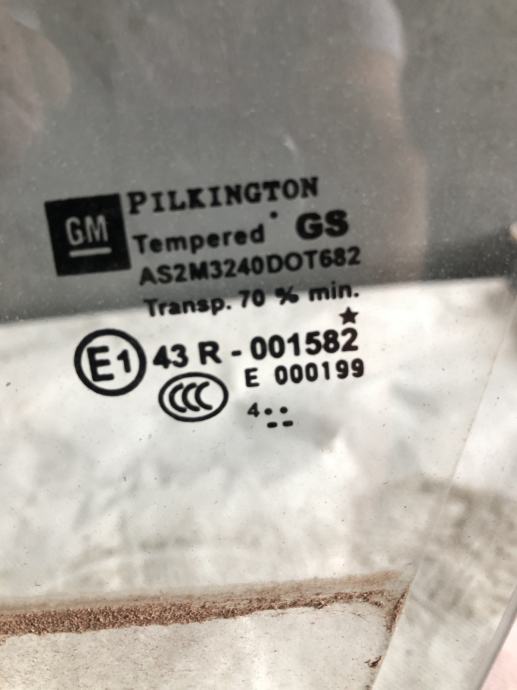 GM
PILKINGTON
Tempered GS
AS2M3240DOT682
Transp. 70 % min.
E1 43 R - 001582
CCC E 000199
4..